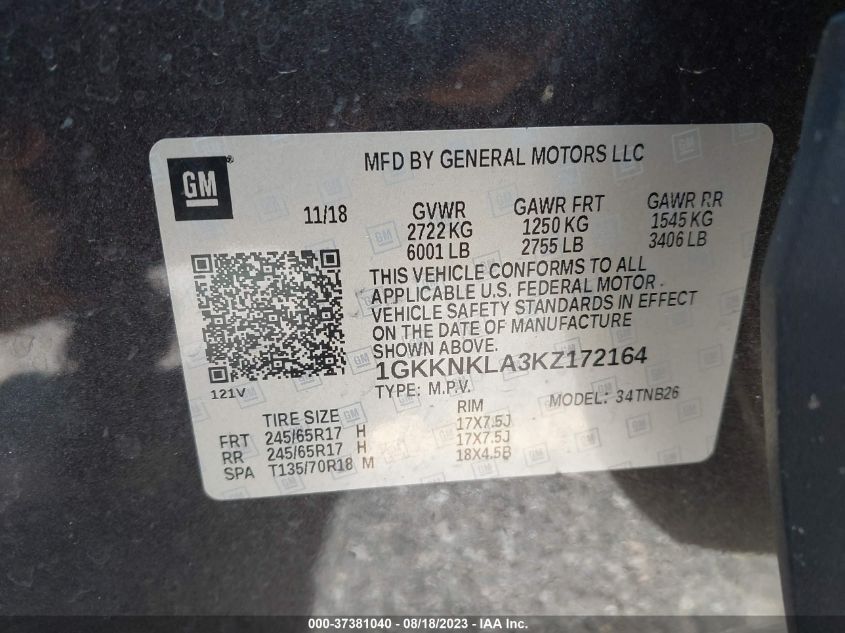 GM
MFD BY GENERAL MOTORS LLC
11/18
GVWR GAWR FRT GAWR RR
2722 KG 1250 KG 1545 KG
6001 LB 2755 LB 3406 LB
THIS VEHICLE CONFORMS TO ALL
APPLICABLE U.S. FEDERAL MOTOR
VEHICLE SAFETY STANDARDS IN EFFECT
ON THE DATE OF MANUFACTURE
SHOWN ABOVE.
1GKKNKLA3KZ172164
121V
TYPE: M.P.V. MODEL: 34TNB26
TIRE SIZE RIM
FRT 245/65R17 H 17X7.5J
RR 245/65R17 H 17X7.5J
SPA T135/70R18 M 18X4.5B
000-37381040 - 08/18/2023 - IAA Inc.